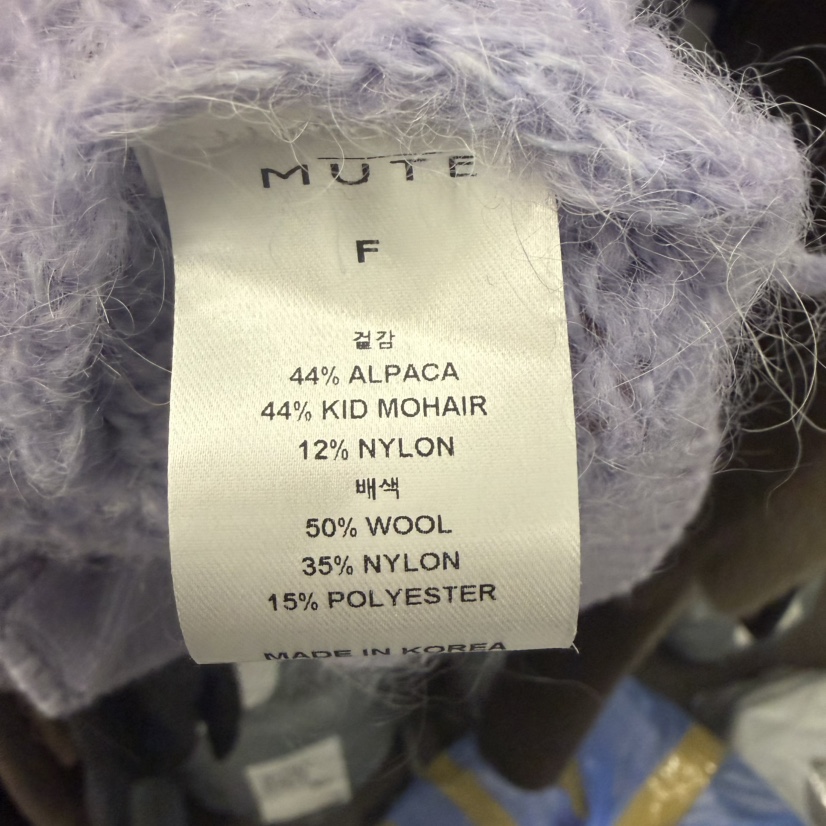 MUTE
F
겉감
44% ALPACA
44% KID MOHAIR
12% NYLON
배색
50% WOOL
35% NYLON
15% POLYESTER
MADE IN KOREA